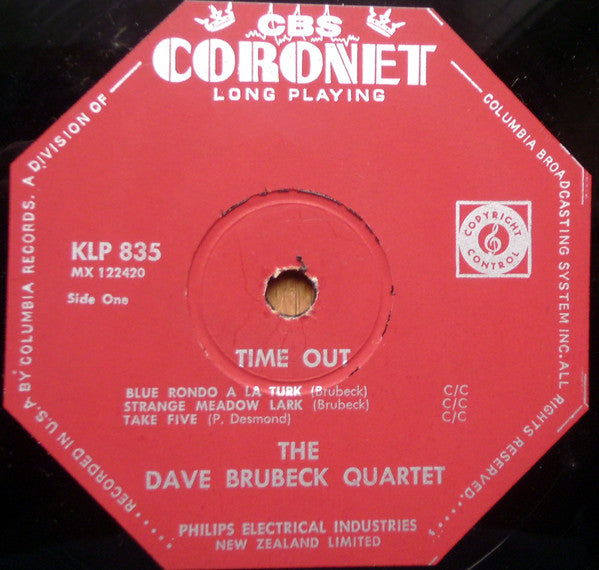 CBS
CORONET
LONG PLAYING
RECORDED IN U.S.A BY COLUMBIA RECORDS. A DIVISION OF
COLUMBIA BROADCASTING SYSTEM INC. ALL RIGHTS RESERVED.
KLP 835
MX 122420
Side One
COPYRIGHT
CONTROL
TIME OUT
BLUE RONDO A LA TURK (Brubeck) C/C
STRANGE MEADOW LARK (Brubeck) C/C
TAKE FIVE (P. Desmond) C/C
THE
DAVE BRUBECK QUARTET
PHILIPS ELECTRICAL INDUSTRIES
NEW ZEALAND LIMITED